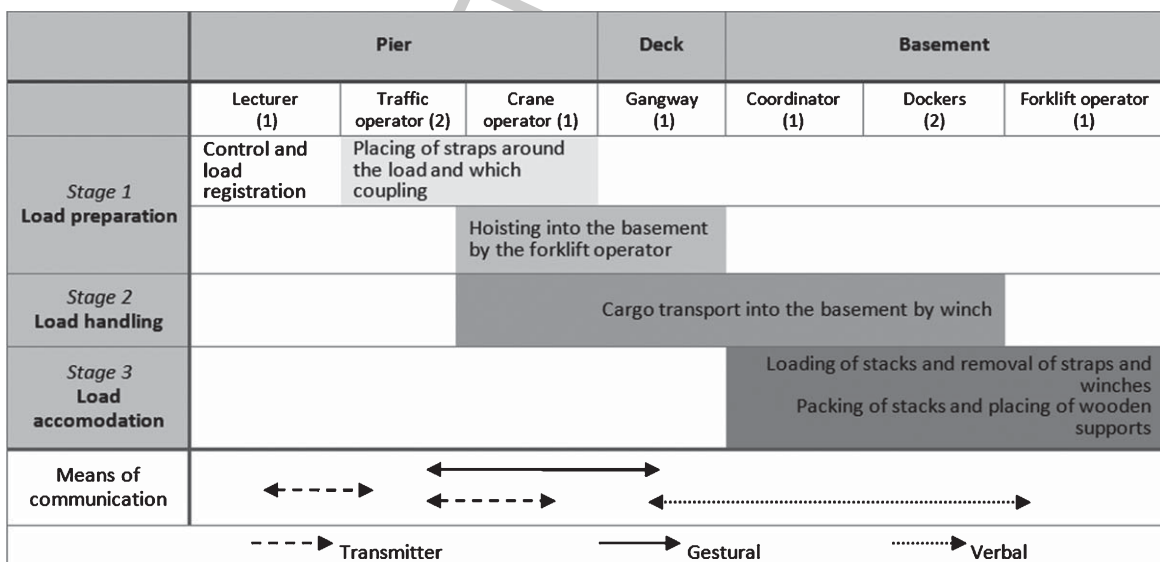 Pier Deck Basement
Lecturer (1)
Traffic operator (2)
Crane operator (1)
Gangway (1)
Coordinator (1)
Dockers (2)
Forklift operator (1)
Stage 1
Load preparation
Control and
load
registration
Placing of straps around
the load and which
coupling
Hoisting into the basement
by the forklift operator
Stage 2
Load handling
Cargo transport into the basement by winch
Stage 3
Load
accomodation
Loading of stacks and removal of straps and
winches
Packing of stacks and placing of wooden
supports
Means of
communication
Transmitter Gestural Verbal